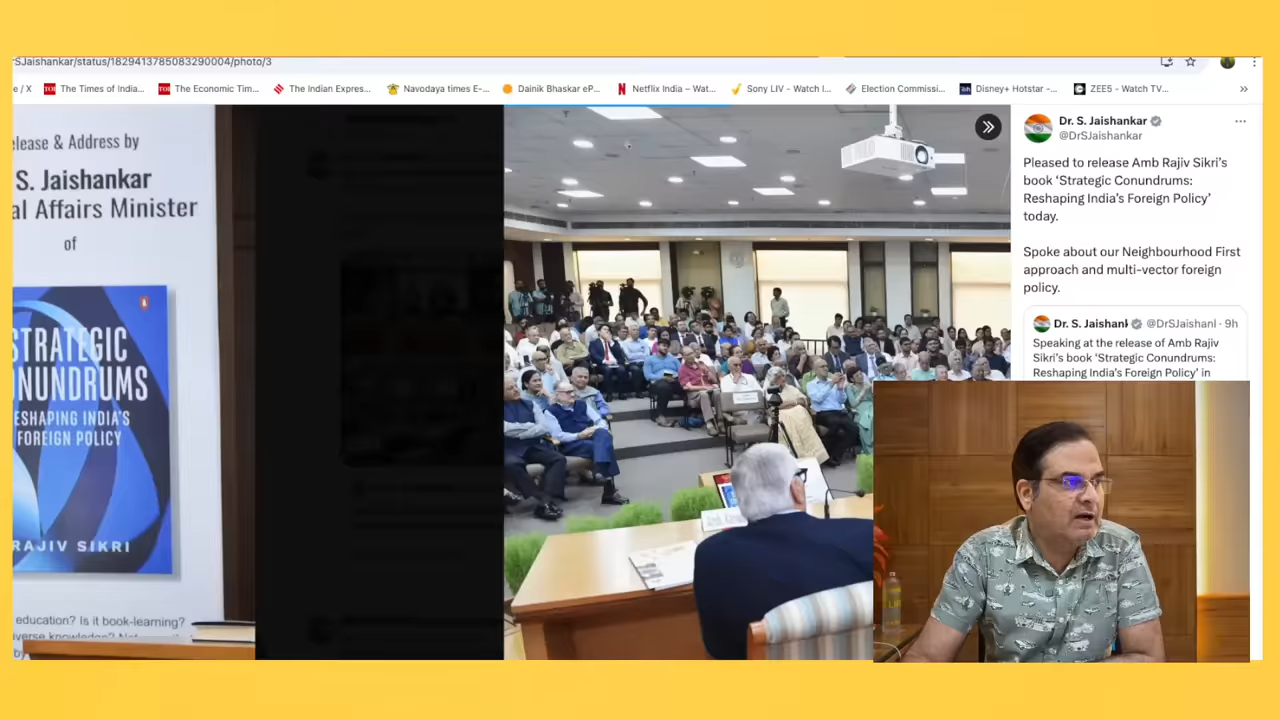 rSJaishankar/status/1829413785083290004/photo/3
e / X The Times of India... The Economic Tim... The Indian Expres... Navodaya times E-... Dainik Bhaskar eP... Netflix India – Wat... Sony LIV - Watch I... Election Commissi... Disney+ Hotstar -... ZEE5 - Watch TV...
lease & Address by
S. Jaishankar
al Affairs Minister
of
STRATEGIC
ONUNDRUMS
ESHAPING INDIA'S
FOREIGN POLICY
RAJIV SIKRI
education? Is it book-learning?
Dr. S. Jaishankar
@DrSJaishankar
Pleased to release Amb Rajiv Sikri's
book 'Strategic Conundrums:
Reshaping India's Foreign Policy'
today.
Spoke about our Neighbourhood First
approach and multi-vector foreign
policy.
Dr. S. Jaishank @DrSJaishanl · 9h
Speaking at the release of Amb Rajiv
Sikri's book 'Strategic Conundrums:
Reshaping India's Foreign Policy' in